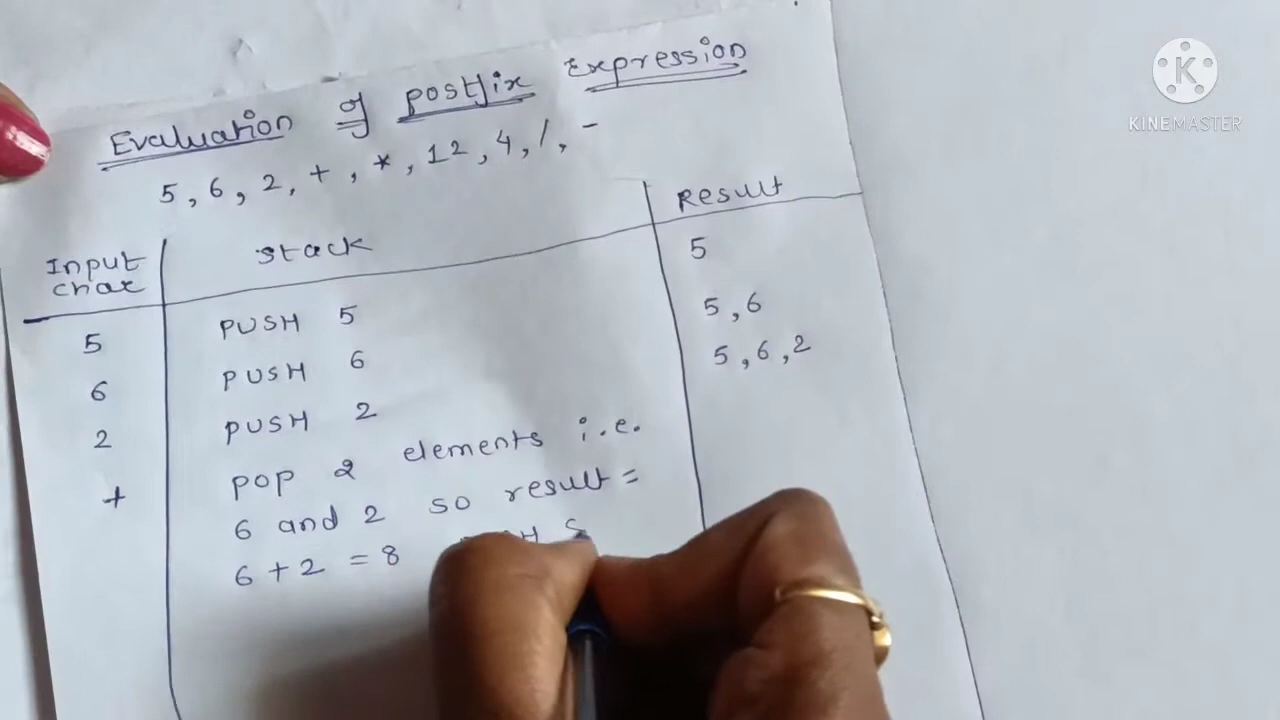 Evaluation of postfix Expression
5, 6, 2, +, *, 12, 4, /, -
Input char
Stack
Result
5
PUSH 5
5
6
PUSH 6
5, 6
2
PUSH 2
5, 6, 2
+
pop 2 elements i.e.
6 and 2 so result =
6 + 2 = 8
KINEMASTER